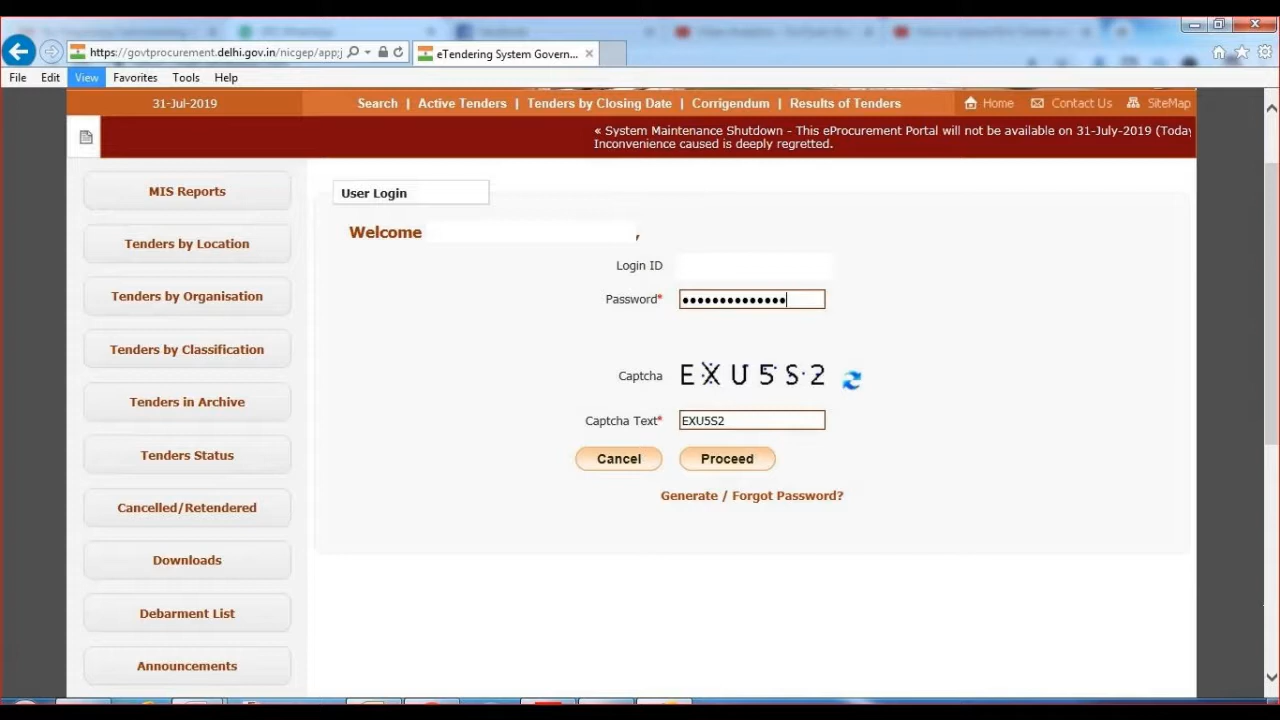 https://govtprocurement.delhi.gov.in/nicgep/app;j
eTendering System Govern...
File Edit View Favorites Tools Help
31-Jul-2019
Search | Active Tenders | Tenders by Closing Date | Corrigendum | Results of Tenders
Home Contact Us SiteMap
« System Maintenance Shutdown - This eProcurement Portal will not be available on 31-July-2019 (Today
Inconvenience caused is deeply regretted.
MIS Reports
Tenders by Location
Tenders by Organisation
Tenders by Classification
Tenders in Archive
Tenders Status
Cancelled/Retendered
Downloads
Debarment List
Announcements
User Login
Welcome ,
Login ID
Password* ••••••••••••••
Captcha EXU5S2
Captcha Text* EXU5S2
Cancel Proceed
Generate / Forgot Password?